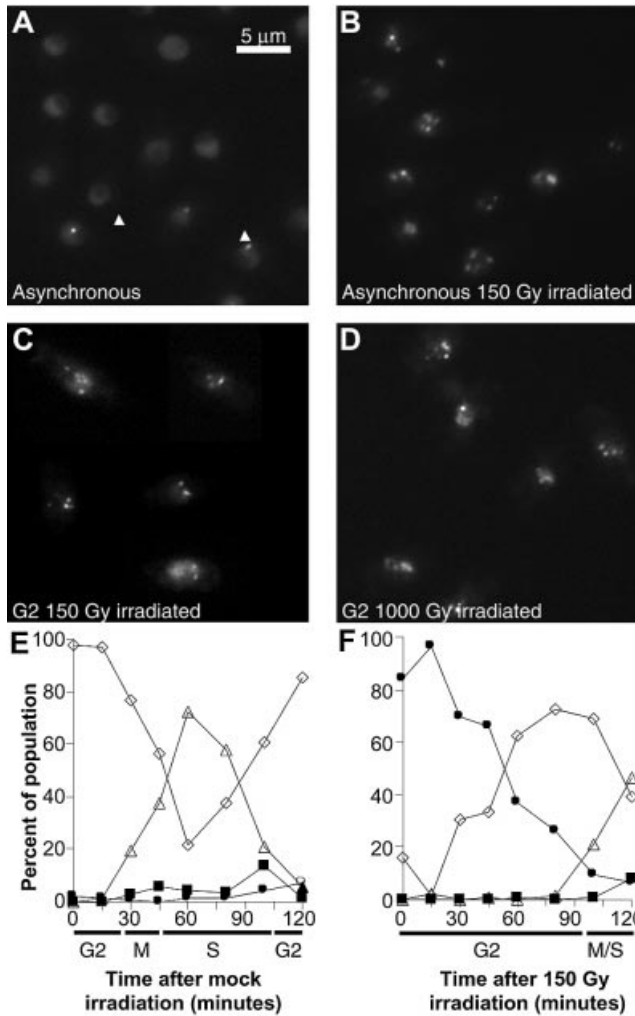 A
5 µm
B
Asynchronous
Asynchronous 150 Gy irradiated
C
D
G2 150 Gy irradiated
G2 1000 Gy irradiated
E
F
Percent of population
100
80
60
40
20
0
0 30 60 90 120
G2 M S G2
Time after mock
irradiation (minutes)
100
80
60
40
20
0
0 30 60 90 120
G2 M/S
Time after 150 Gy
irradiation (minutes)